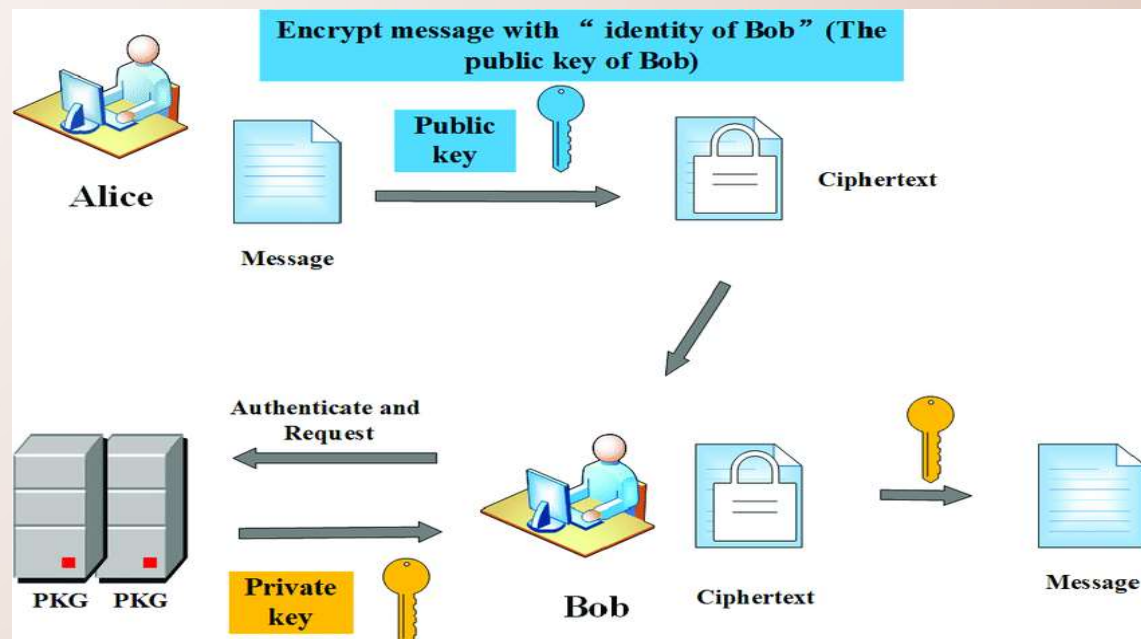 Encrypt message with “ identity of Bob” (The
public key of Bob)
Public
key
Alice
Message
Ciphertext
Authenticate and
Request
PKG PKG
Private
key
Bob
Ciphertext
Message